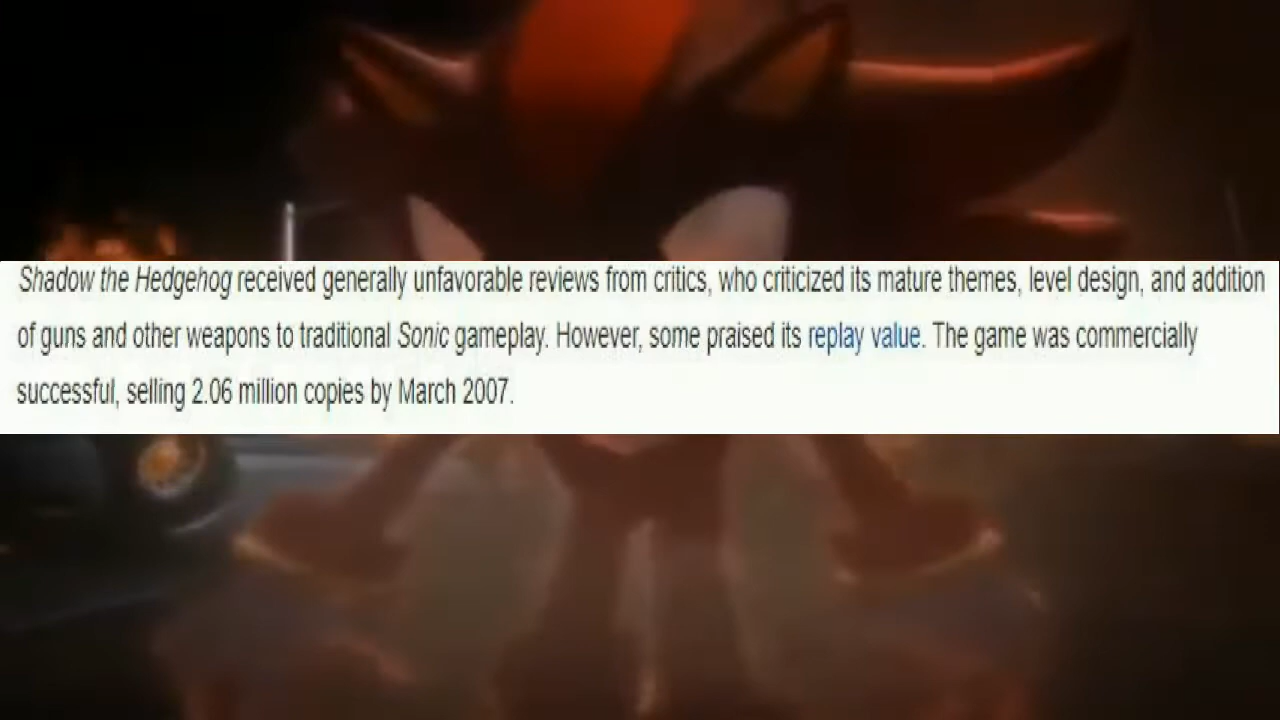 Shadow the Hedgehog received generally unfavorable reviews from critics, who criticized its mature themes, level design, and addition
of guns and other weapons to traditional Sonic gameplay. However, some praised its replay value. The game was commercially
successful, selling 2.06 million copies by March 2007.